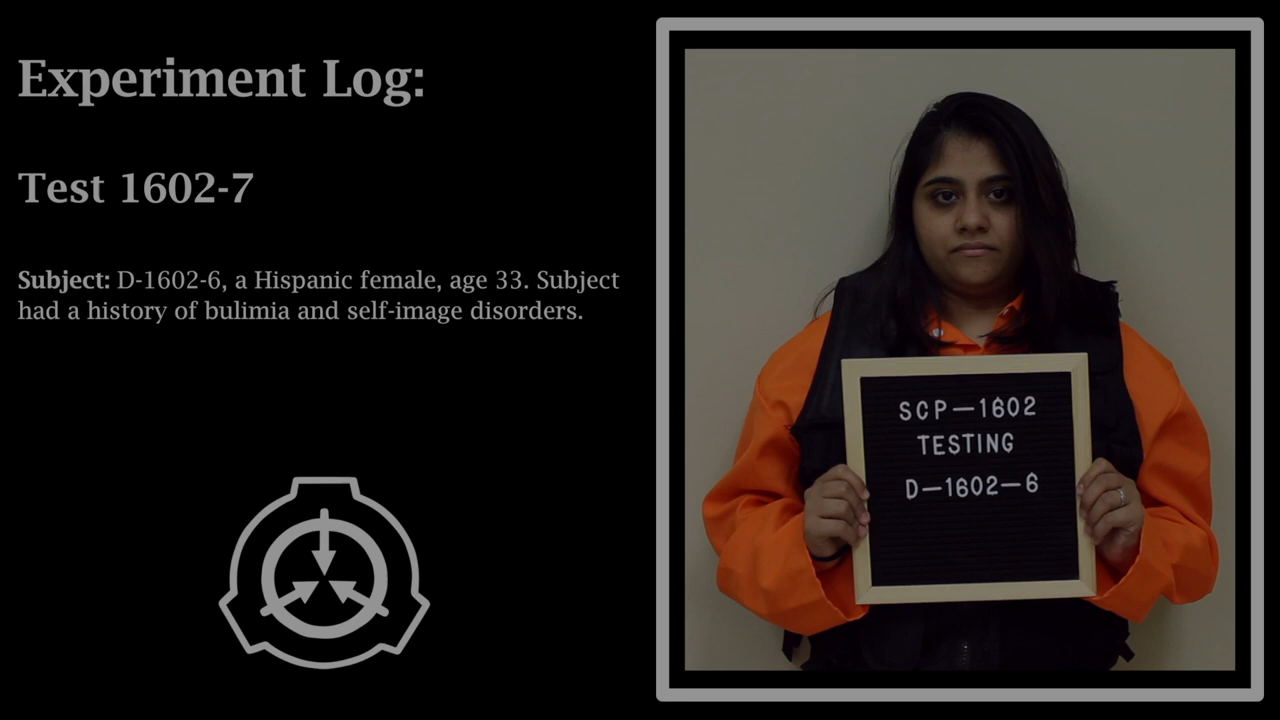 Experiment Log:
Test 1602-7
Subject: D-1602-6, a Hispanic female, age 33. Subject
had a history of bulimia and self-image disorders.
SCP—1602
TESTING
D—1602—6